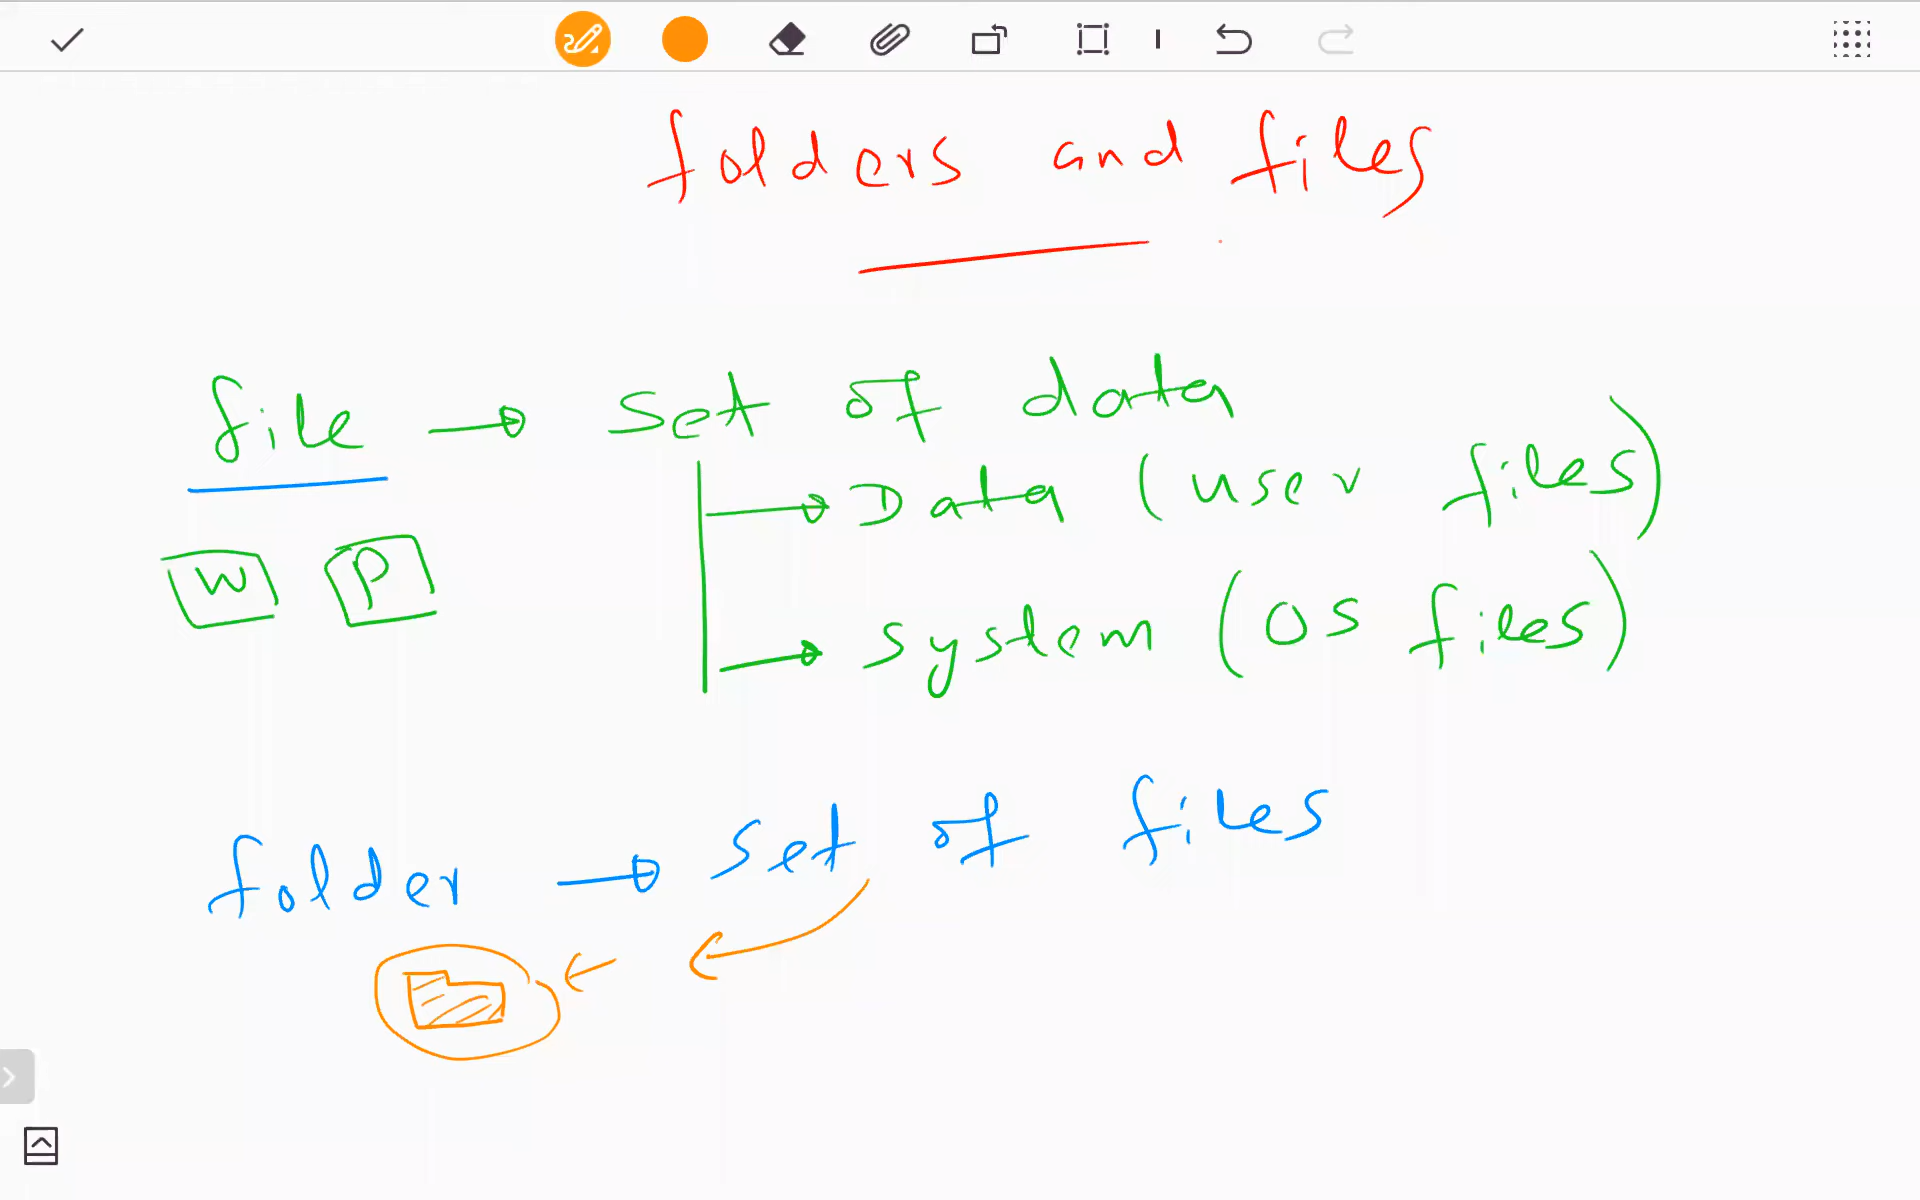 folders and files
file → set of data
→ Data (user files)
W P
→ system (OS files)
folder → set of files